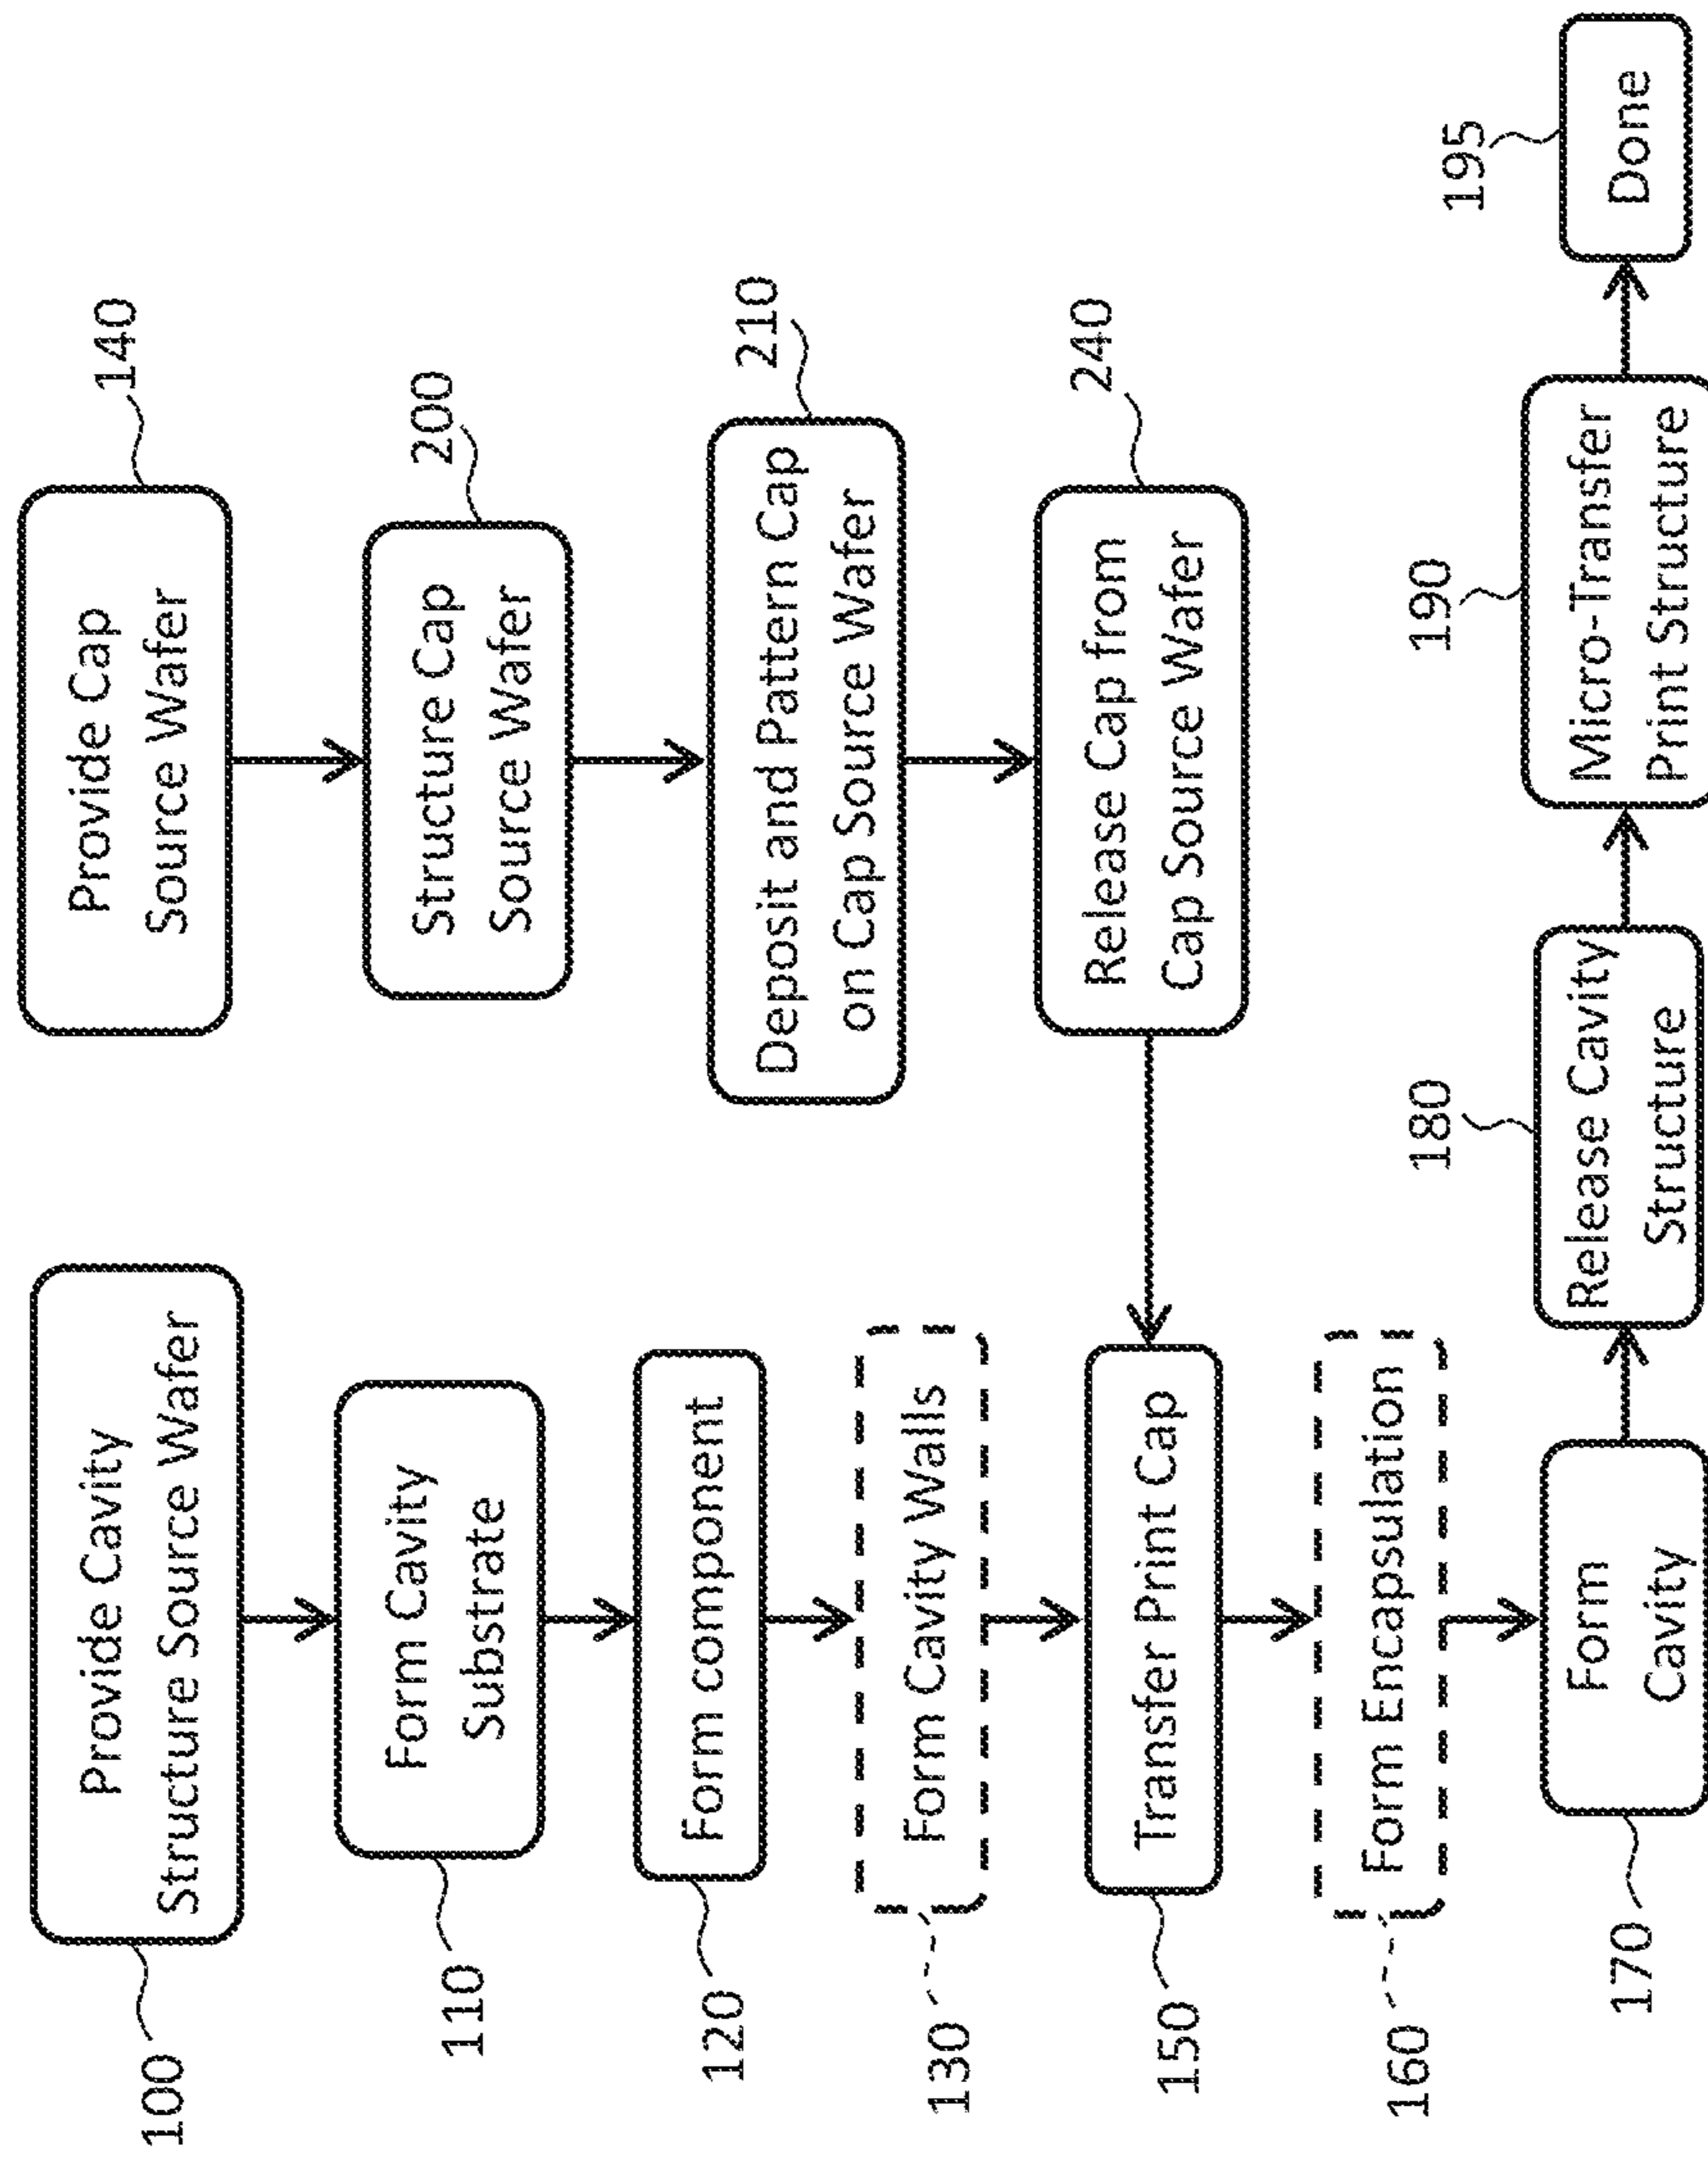 100
Provide Cavity
Structure Source Wafer
110
Form Cavity
Substrate
120
Form component
130
Form Cavity Walls
150
Transfer Print Cap
160
Form Encapsulation
170
Form
Cavity
140
Provide Cap
Source Wafer
200
Structure Cap
Source Wafer
210
Deposit and Pattern Cap
on Cap Source Wafer
240
Release Cap from
Cap Source Wafer
180
Release Cavity
Structure
190
Micro-Transfer
Print Structure
195
Done